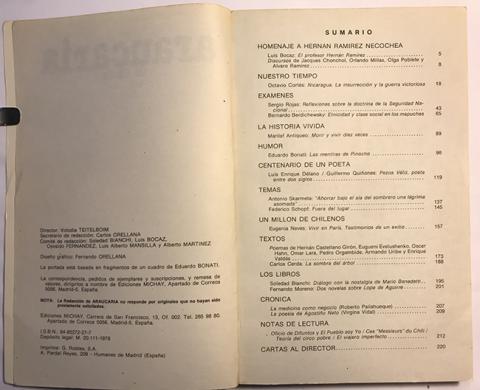 Director: Volodia TEITELBOIM
Secretario de redacción: Carlos ORELLANA
Comité de redacción: Soledad BIANCHI, Luis BOCAZ,
Osvaldo FERNANDEZ, Luis Alberto MANSILLA y Alberto MARTINEZ
Diseño gráfico: Fernando ORELLANA
La portada está basada en fragmentos de un cuadro de Eduardo BONATI.
La correspondencia, pedidos de ejemplares y suscripciones, y remesa de
valores, dirigirlos a nombre de Ediciones MICHAY, Apartado de Correos
5056, Madrid-5, España.
NOTA: La Redacción de ARAUCARIA no responde por originales que no hayan sido
previamente solicitados.
Ediciones MICHAY, Carrera de San Francisco, 13, Of. 002. Tel. 265 98 80.
Apartado de Correos 5056, Madrid-5, España.
I.S.B.N.: 84-85272-21-7
Depósito legal: M. 20.111-1978
Imprime: G. Robles, S.A.
A. Pardal Reyes, 209 - Humanes de Madrid (España)
SUMARIO
HOMENAJE A HERNAN RAMIREZ NECOCHEA
Luis Bocaz: El profesor Hernán Ramírez 5
Discursos de Jacques Chonchol, Orlando Millas, Olga Poblete y
Alvaro Ramírez 8
NUESTRO TIEMPO
Octavio Cortés: Nicaragua. La insurrección y la guerra victoriosa 19
EXAMENES
Sergio Rojas: Reflexiones sobre la doctrina de la Seguridad Na-
cional 43
Bernardo Berdichewsky: Etnicidad y clase social en los mapuches 65
LA HISTORIA VIVIDA
Marilaf Antiqueo: Morir y vivir diez veces 89
HUMOR
Eduardo Bonati: Las mentiras de Pinocho 96
CENTENARIO DE UN POETA
Luis Enrique Délano / Guillermo Quiñones: Pezoa Véliz, poeta
entre dos siglos 119
TEMAS
Antonio Skarmeta: "Ahorrar bajo el ala del sombrero una lágrima
asomada" 137
Federico Schopf: Fuera del lugar 145
UN MILLON DE CHILENOS
Eugenia Neves: Vivir en París. Testimonios de un exilio 157
TEXTOS
Poemas de Hernán Castellano Girón, Eugueni Evstushenko, Oscar
Hahn, Omar Lara, Pedro Orgambide, Armando Uribe y Enrique
Valdés 173
Carlos Cerda: La sombra del árbol 188
LOS LIBROS
Soledad Bianchi: Diálogo con la nostalgia de Mario Benedetti 195
Fernando Moreno: Dos novelas sobre Lope de Aguirre 201
CRONICA
La medicina como negocio (Roberto Pailahueque) 207
La poesía de Agostiño Neto (Virginia Vidal) 209
NOTAS DE LECTURA
Oficio de Difuntos y El Pueblo soy Yo / Ces "Messieurs" du Chili /
Teoría del circo pobre / El viajero imperfecto 212
CARTAS AL DIRECTOR 220